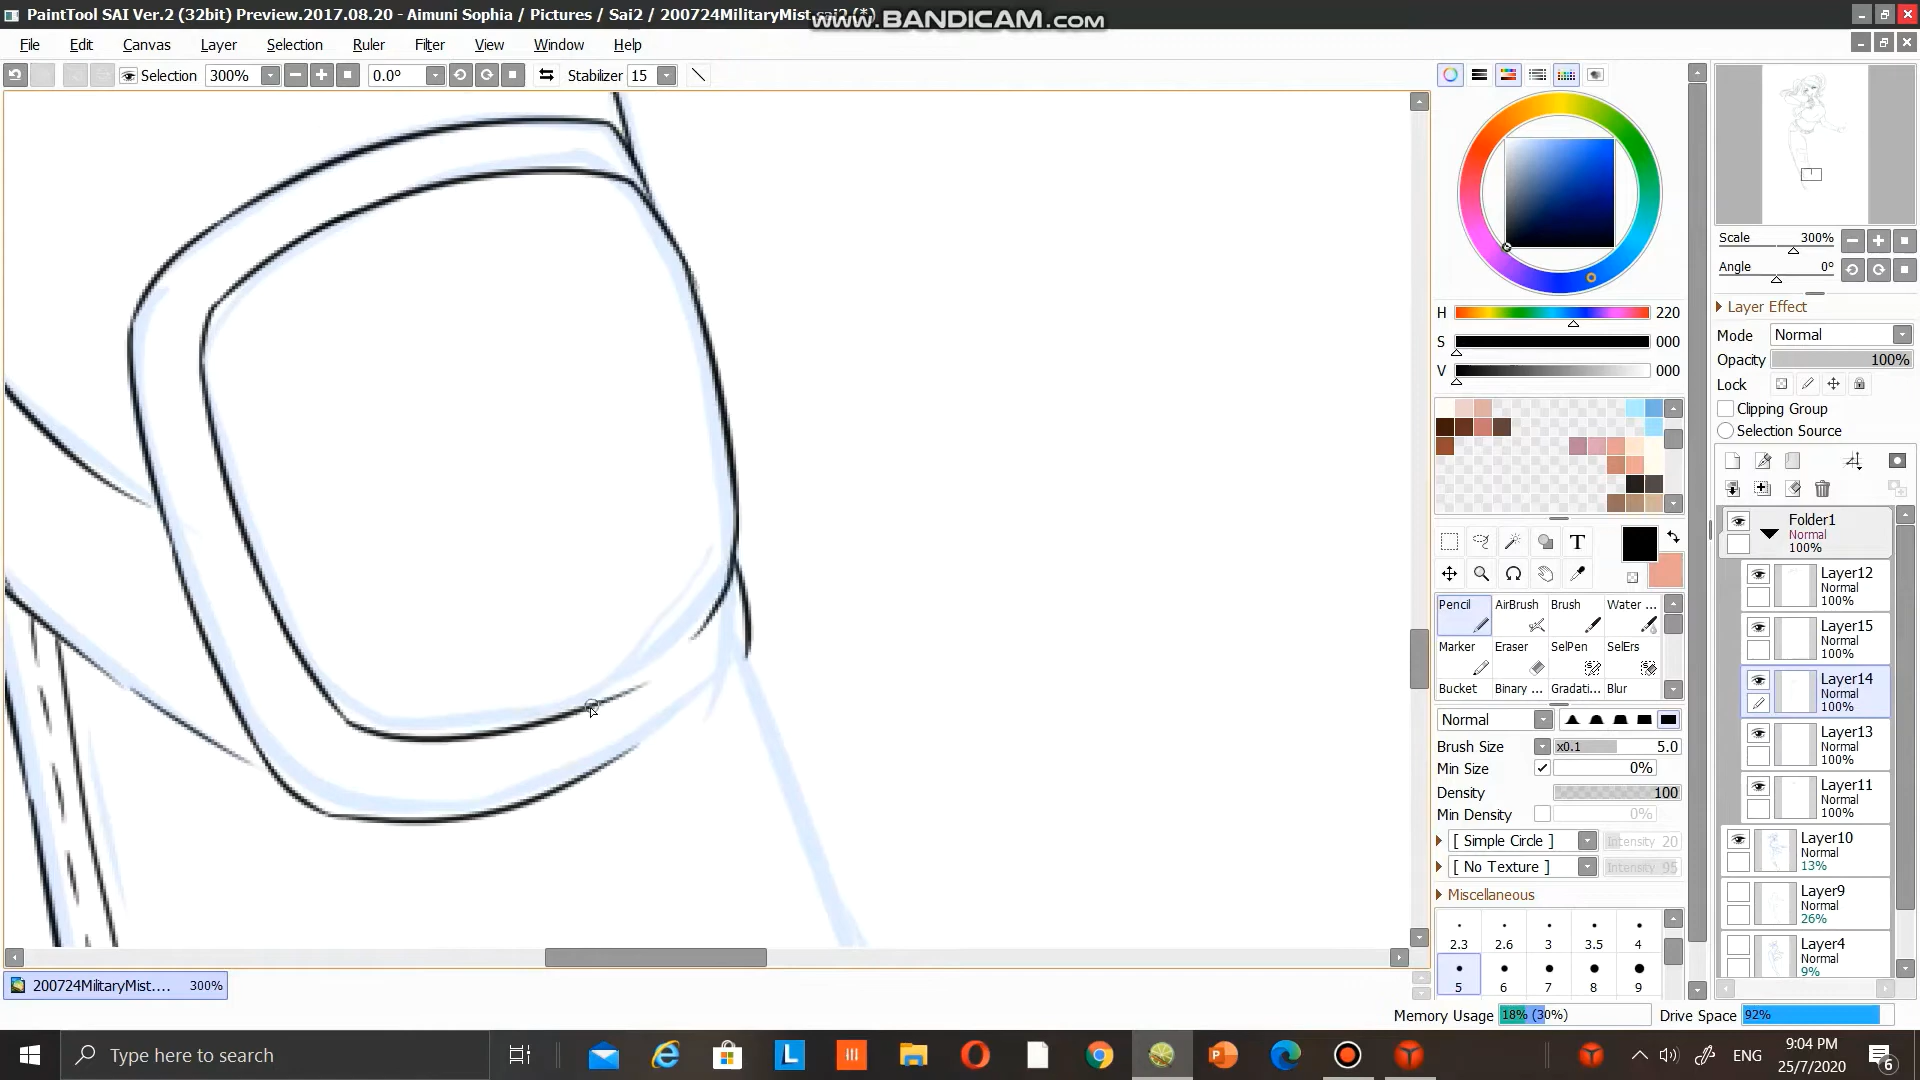 PaintTool SAI Ver.2 (32bit) Preview.2017.08.20 - Aimuni Sophia / Pictures / Sai2 / 200724MilitaryMist.sai2 (*)
www.BANDICAM.com
File Edit Canvas Layer Selection Ruler Filter View Window Help
Selection 300% 0.0° Stabilizer 15
H 220
S 000
V 000
T
Pencil AirBrush Brush Water ...
Marker Eraser SelPen SelErs
Bucket Binary ... Gradati... Blur
Normal
Brush Size x0.1 5.0
Min Size 0%
Density 100
Min Density 0%
[ Simple Circle ] Intensity 20
[ No Texture ] Intensity 95
Miscellaneous
2.3 2.6 3 3.5 4
5 6 7 8 9
Scale 300%
Angle 0°
Layer Effect
Mode Normal
Opacity 100%
Lock
Clipping Group
Selection Source
Folder1
Normal
100%
Layer12
Normal
100%
Layer15
Normal
100%
Layer14
Normal
100%
Layer13
Normal
100%
Layer11
Normal
100%
Layer10
Normal
13%
Layer9
Normal
26%
Layer4
Normal
9%
200724MilitaryMist.... 300%
Memory Usage 18% (30%) Drive Space 92%
Type here to search
ENG
9:04 PM
25/7/2020
6